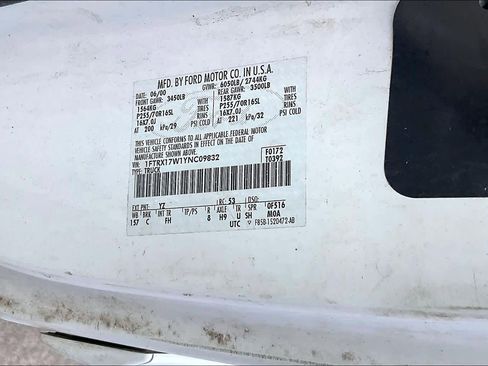 MFD. BY FORD MOTOR CO. IN U.S.A.
DATE: 06/00 GVWR: 6050LB/ 2744KG
FRONT GAWR: 3450LB REAR GAWR: 3500LB
1564KG WITH 1587KG WITH
P255/70R16SL TIRES P255/70R16SL TIRES
16X7.0J RIMS 16X7.0J RINS
AT 200 kPa/29 PSI COLD AT 221 kPa/32 PSI COLD
THIS VEHICLE CONFORMS TO ALL APPLICABLE FEDERAL MOTOR
VEHICLE SAFETY STANDARDS IN EFFECT ON THE DATE OF
MANUFACTURE SHOWN ABOVE.
VIN: 1FTRX17W1YNC09832 F0172
TYPE: TRUCK T0392
EXT PNT: YZ RC: 53 DSO:
WB BRK INT TR TP/PS R AXLE TR SPR 0F516
157 C FH 8 H9 U SH M0A
UTC F85B-1520472-AB